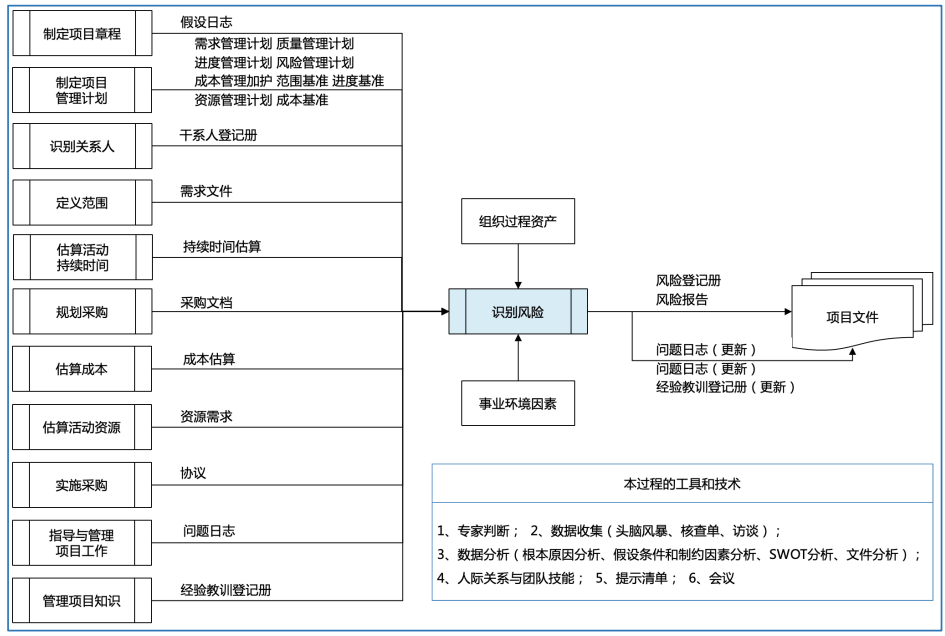 制定项目章程
假设日志
需求管理计划 质量管理计划
进度管理计划 风险管理计划
成本管理加护 范围基准 进度基准
资源管理计划 成本基准
制定项目
管理计划
识别关系人
干系人登记册
定义范围
需求文件
估算活动
持续时间
持续时间估算
规划采购
采购文档
估算成本
成本估算
估算活动资源
资源需求
实施采购
协议
指导与管理
项目工作
问题日志
管理项目知识
经验教训登记册
组织过程资产
识别风险
事业环境因素
风险登记册
风险报告
项目文件
问题日志（更新）
问题日志（更新）
经验教训登记册（更新）
本过程的工具和技术
1、专家判断； 2、数据收集（头脑风暴、核查单、访谈）；
3、数据分析（根本原因分析、假设条件和制约因素分析、SWOT分析、文件分析）；
4、人际关系与团队技能； 5、提示清单； 6、会议